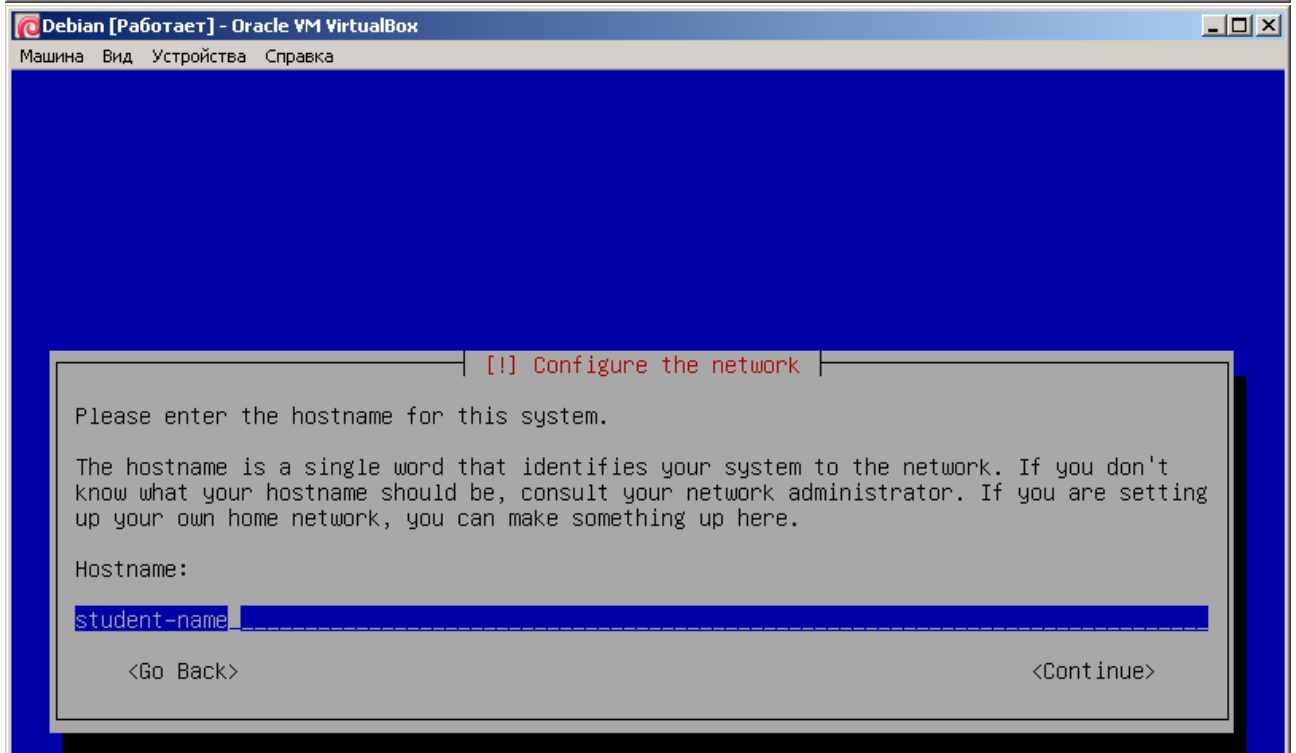 Debian [Работает] - Oracle VM VirtualBox
Машина Вид Устройства Справка
[!] Configure the network
Please enter the hostname for this system.
The hostname is a single word that identifies your system to the network. If you don't
know what your hostname should be, consult your network administrator. If you are setting
up your own home network, you can make something up here.
Hostname:
student-name
<Go Back> <Continue>